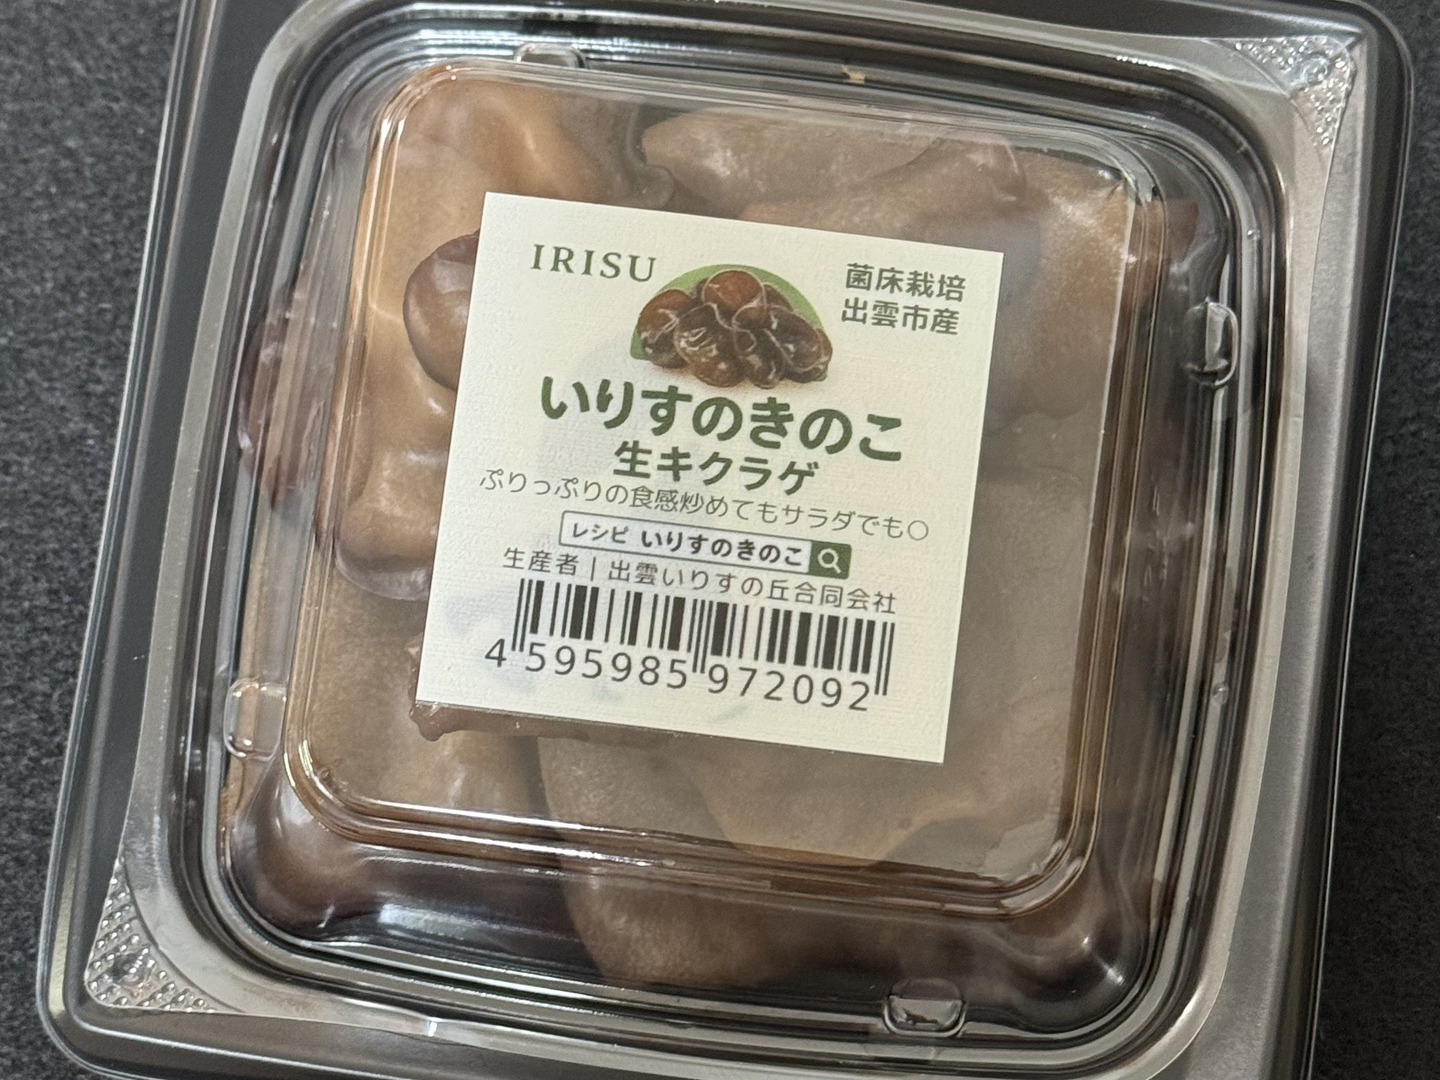 IRISU
菌床栽培
出雲市産
いりすのきのこ
生キクラゲ
ぷりっぷりの食感炒めてもサラダでも〇
レシピ いりすのきのこ
生産者｜出雲いりすの丘合同会社
4 595985 972092